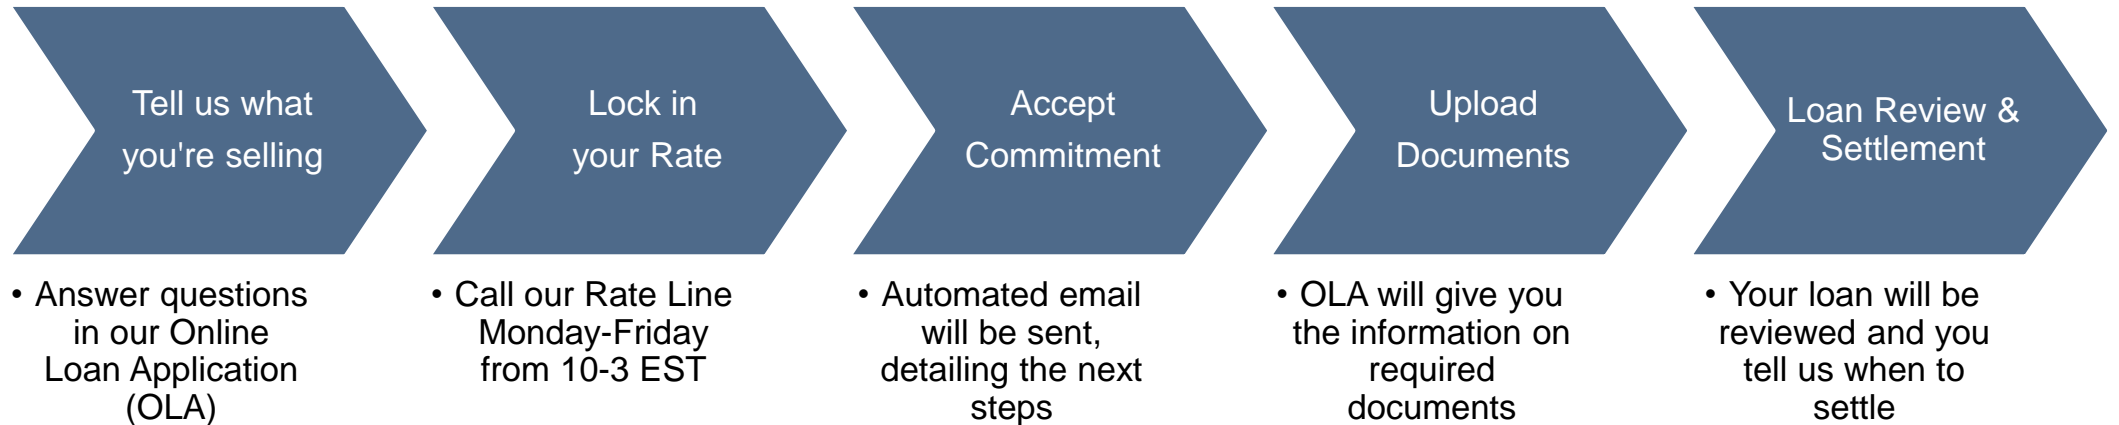 Tell us what
you're selling
Lock in
your Rate
Accept
Commitment
Upload
Documents
Loan Review &
Settlement
• Answer questions
in our Online
Loan Application
(OLA)
• Call our Rate Line
Monday-Friday
from 10-3 EST
• Automated email
will be sent,
detailing the next
steps
• OLA will give you
the information on
required
documents
• Your loan will be
reviewed and you
tell us when to
settle